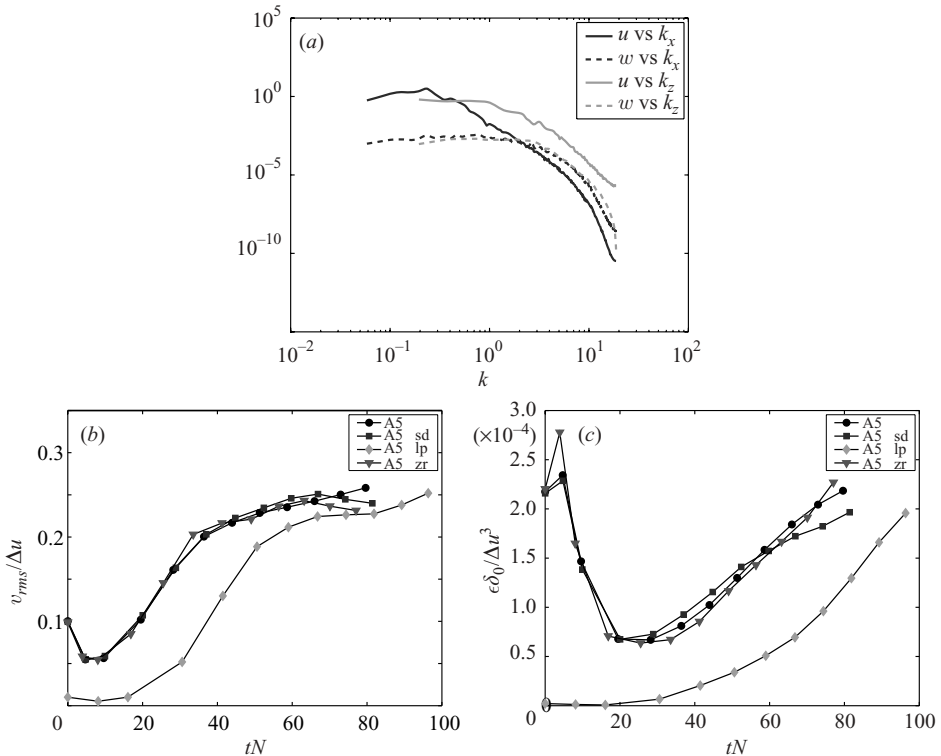 (a)
10^5
10^0
10^-5
10^-10
u vs k_x
w vs k_x
u vs k_z
w vs k_z
10^-2
10^-1
10^0
10^1
10^2
k
(b)
0.3
0.2
0.1
v_rms/Δu
A5
A5 sd
A5 lp
A5 zr
0
20
40
60
80
100
tN
(c)
(×10^-4)
3.0
2.5
2.0
1.5
1.0
0.5
0
εδ_0/Δu^3
A5
A5 sd
A5 lp
A5 zr
0
20
40
60
80
100
tN